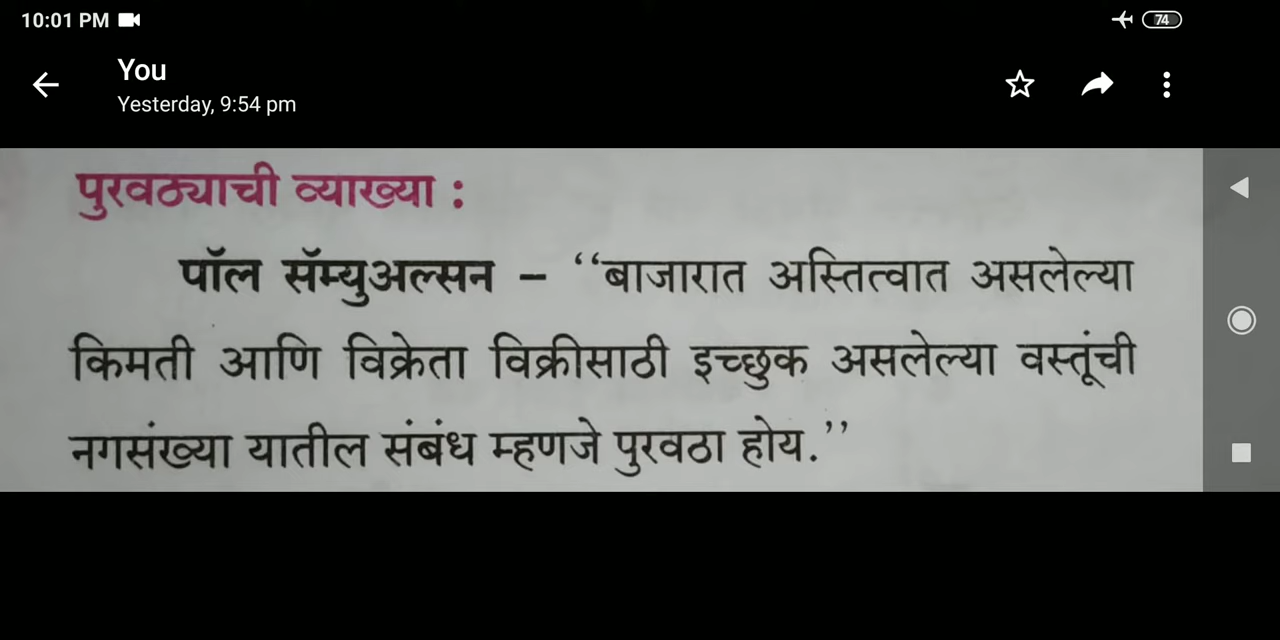 10:01 PM
74
You
Yesterday, 9:54 pm
पुरवठ्याची व्याख्या :
पॉल सॅम्युअल्सन – ‘‘बाजारात अस्तित्वात असलेल्या
किमती आणि विक्रेता विक्रीसाठी इच्छुक असलेल्या वस्तूंची
नगसंख्या यातील संबंध म्हणजे पुरवठा होय.’’